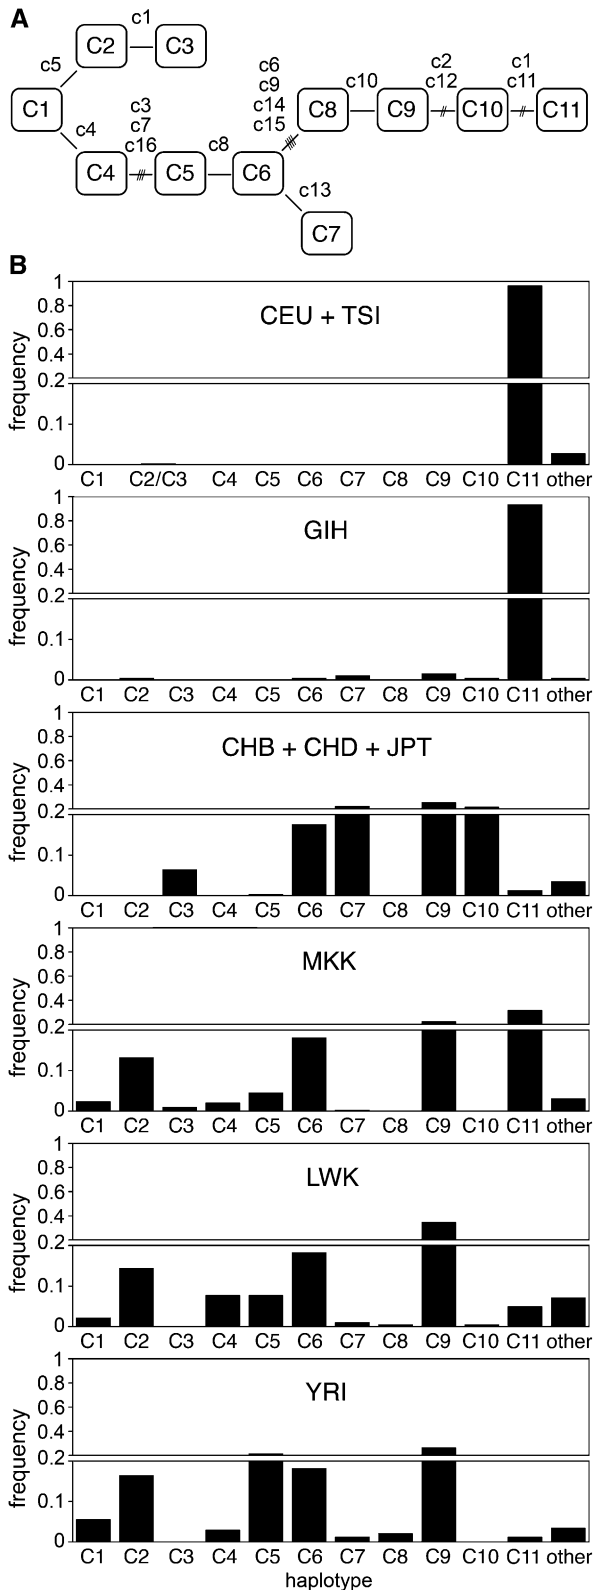 A
c1
C2 C3
c5
C1
c4
c3
c7
c16
C4
c8
C5
C6
c6
c9
c14
c15
C8
c10
C9
c2
c12
C10
c1
c11
C11
c13
C7
B
frequency
1
0.8
0.6
0.4
0.2
0.1
0
CEU + TSI
C1 C2/C3 C4 C5 C6 C7 C8 C9 C10 C11 other
frequency
1
0.8
0.6
0.4
0.2
0.1
0
GIH
C1 C2 C3 C4 C5 C6 C7 C8 C9 C10 C11 other
frequency
1
0.8
0.6
0.4
0.2
0.1
0
CHB + CHD + JPT
C1 C2 C3 C4 C5 C6 C7 C8 C9 C10 C11 other
frequency
1
0.8
0.6
0.4
0.2
0.1
0
MKK
C1 C2 C3 C4 C5 C6 C7 C8 C9 C10 C11 other
frequency
1
0.8
0.6
0.4
0.2
0.1
0
LWK
C1 C2 C3 C4 C5 C6 C7 C8 C9 C10 C11 other
frequency
1
0.8
0.6
0.4
0.2
0.1
0
YRI
C1 C2 C3 C4 C5 C6 C7 C8 C9 C10 C11 other
haplotype